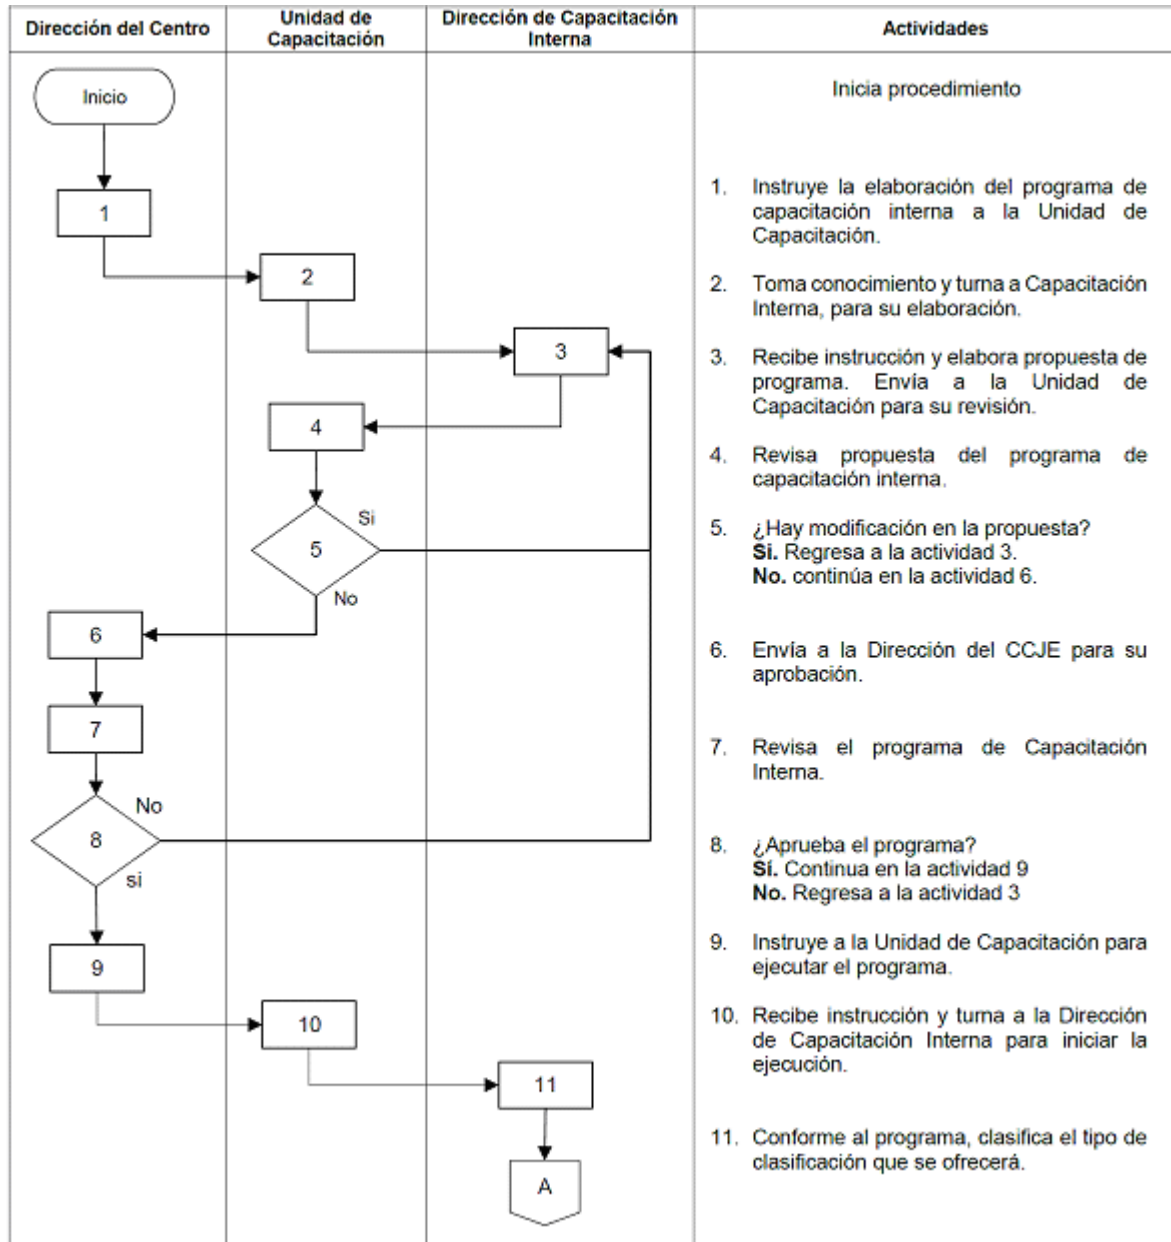 Dirección del Centro
Unidad de
Capacitación
Dirección de Capacitación
Interna
Actividades
Inicio
Inicia procedimiento
1
1. Instruye la elaboración del programa de
capacitación interna a la Unidad de
Capacitación.
2
2. Toma conocimiento y turna a Capacitación
Interna, para su elaboración.
3
3. Recibe instrucción y elabora propuesta de
programa. Envía a la Unidad de
Capacitación para su revisión.
4
4. Revisa propuesta del programa de
capacitación interna.
Si
5
No
5. ¿Hay modificación en la propuesta?
Si. Regresa a la actividad 3.
No. continúa en la actividad 6.
6
6. Envía a la Dirección del CCJE para su
aprobación.
7
7. Revisa el programa de Capacitación
Interna.
No
8
si
8. ¿Aprueba el programa?
Sí. Continua en la actividad 9
No. Regresa a la actividad 3
9
9. Instruye a la Unidad de Capacitación para
ejecutar el programa.
10
10. Recibe instrucción y turna a la Dirección
de Capacitación Interna para iniciar la
ejecución.
11
11. Conforme al programa, clasifica el tipo de
clasificación que se ofrecerá.
A